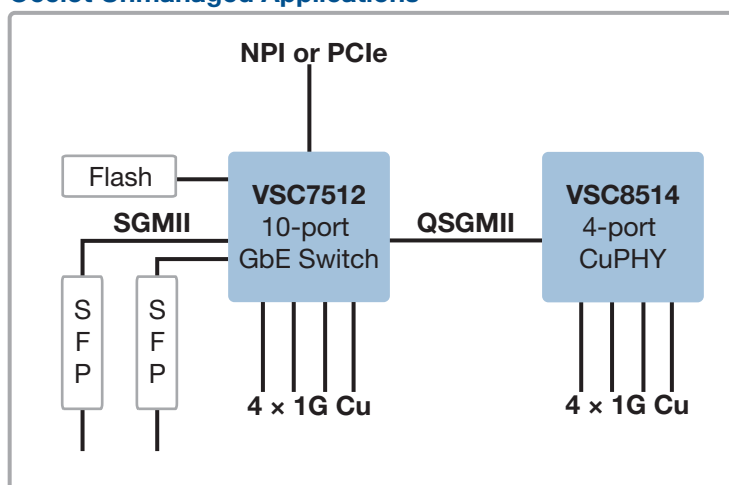 NPI or PCIe
Flash
VSC7512
10-port
GbE Switch
SGMII
QSGMII
VSC8514
4-port
CuPHY
S
F
P
S
F
P
4 × 1G Cu
4 × 1G Cu